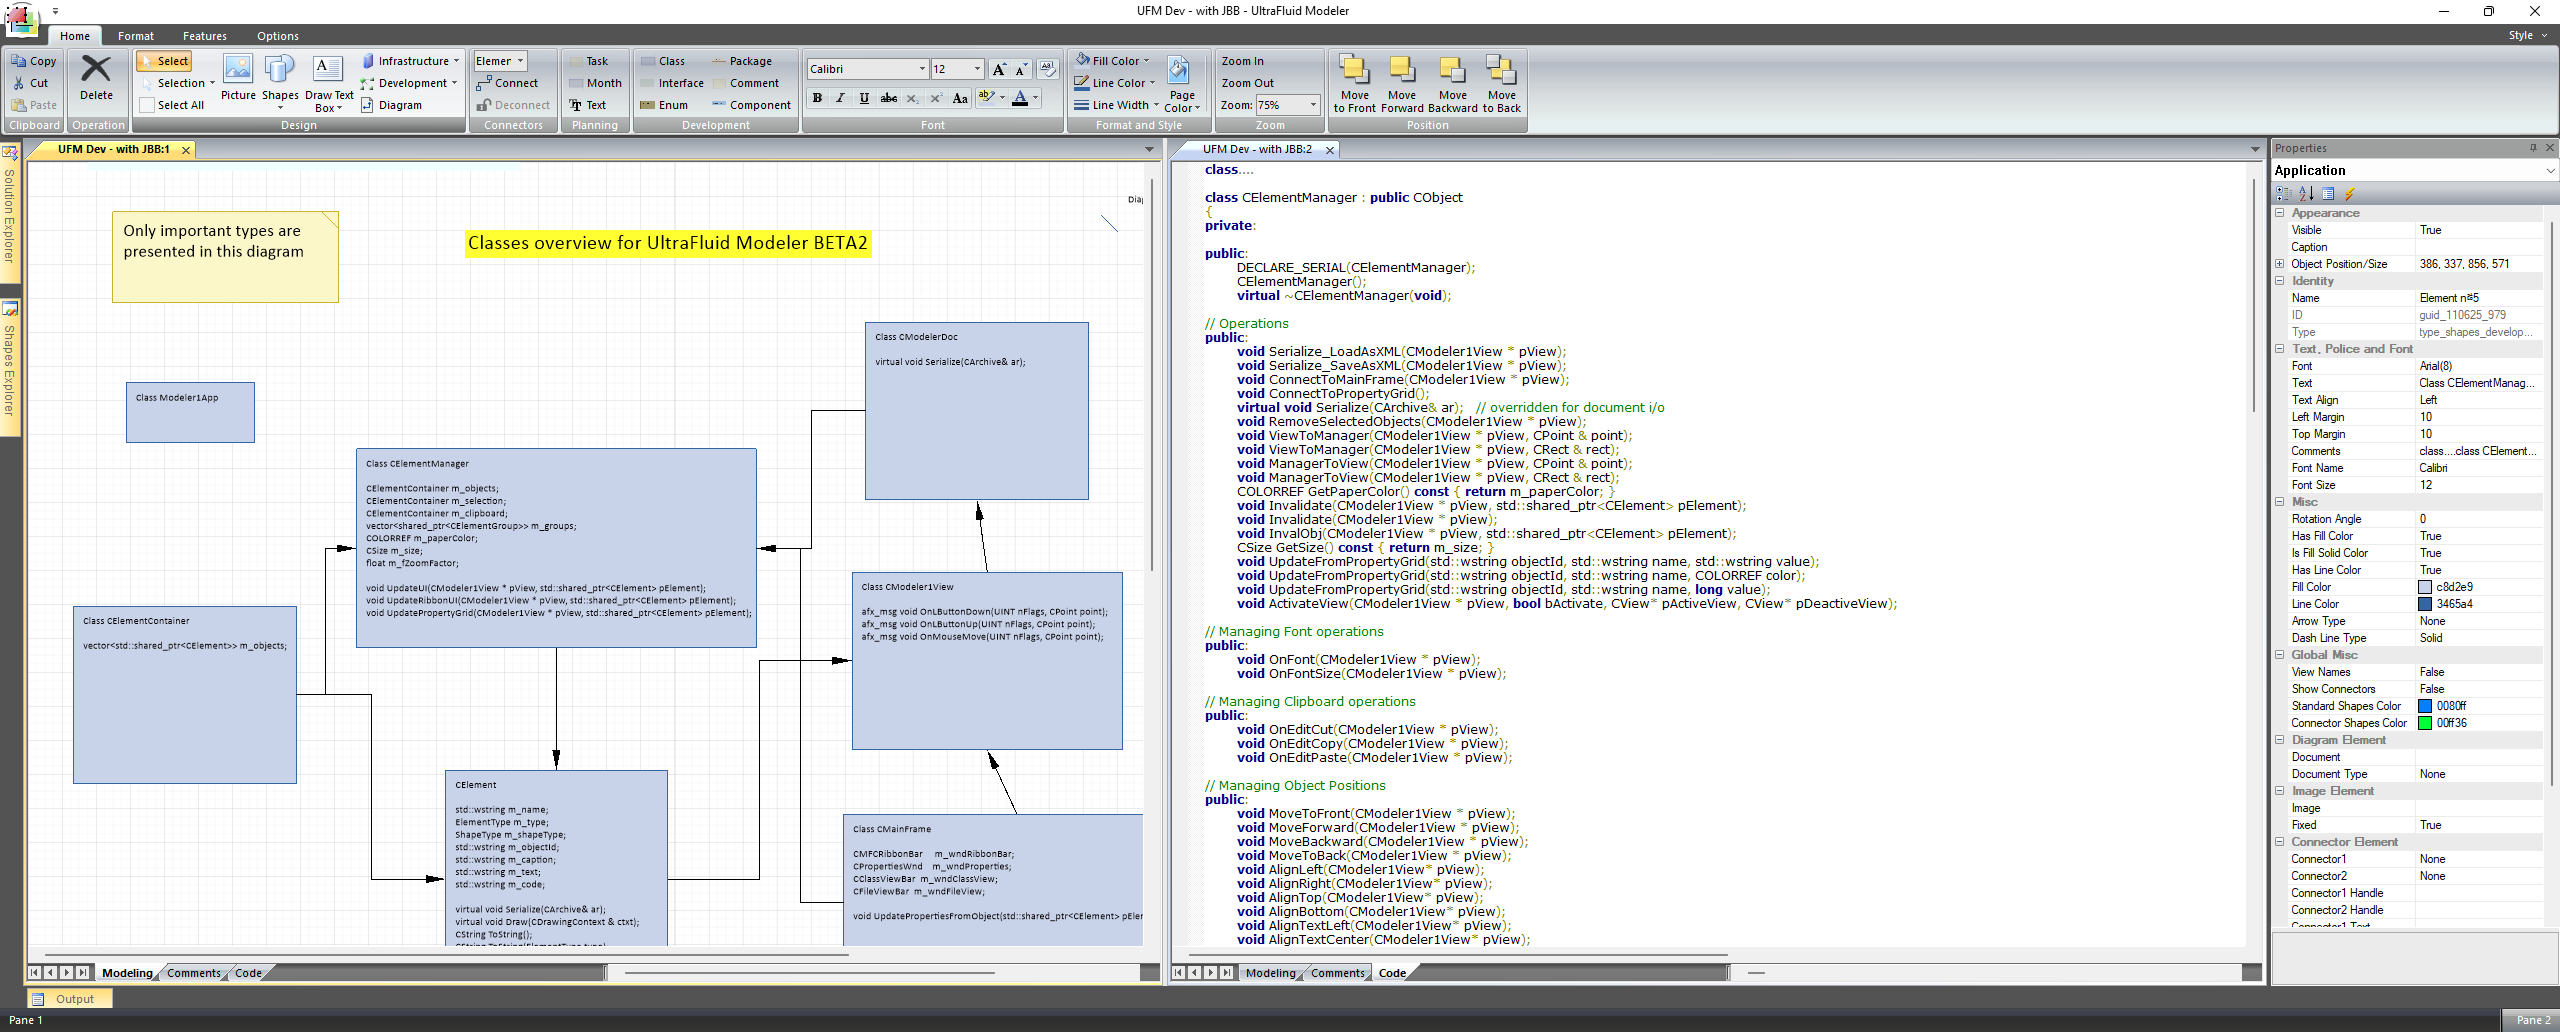 UFM Dev - with JBB - UltraFluid Modeler
Home Format Features Options Style
Copy
Cut
Paste
Clipboard
Delete
Operation
Select
Selection
Select All
Picture Shapes Draw Text Box
Infrastructure
Development
Diagram
Design
Elemer
Connect
Disconnect
Connectors
Task
Month
Text
Planning
Class Package
Interface Comment
Enum Component
Development
Calibri 12
B I U abc X₂ X² Aa ab A
Font
Fill Color
Line Color
Line Width
Page Color
Format and Style
Zoom In
Zoom Out
Zoom: 75%
Zoom
Move to Front Move Forward Move Backward Move to Back
Position
Solution Explorer
Shapes Explorer
UFM Dev - with JBB:1
Diag
Only important types are
presented in this diagram
Classes overview for UltraFluid Modeler BETA2
Class Modeler1App
Class CModelerDoc
virtual void Serialize(CArchive& ar);
Class CElementManager
CElementContainer m_objects;
CElementContainer m_selection;
CElementContainer m_clipboard;
vector<shared_ptr<CElementGroup>> m_groups;
COLORREF m_paperColor;
CSize m_size;
float m_fZoomFactor;
void UpdateUI(CModeler1View * pView, std::shared_ptr<CElement> pElement);
void UpdateRibbonUI(CModeler1View * pView, std::shared_ptr<CElement> pElement);
void UpdatePropertyGrid(CModeler1View * pView, std::shared_ptr<CElement> pElement);
Class CElementContainer
vector<std::shared_ptr<CElement>> m_objects;
Class CModeler1View
afx_msg void OnLButtonDown(UINT nFlags, CPoint point);
afx_msg void OnLButtonUp(UINT nFlags, CPoint point);
afx_msg void OnMouseMove(UINT nFlags, CPoint point);
CElement
std::wstring m_name;
ElementType m_type;
ShapeType m_shapeType;
std::wstring m_objectId;
std::wstring m_caption;
std::wstring m_text;
std::wstring m_code;
virtual void Serialize(CArchive& ar);
virtual void Draw(CDrawingContext & ctxt);
CString ToString();
CString ToString(ElementType type)
Class CMainFrame
CMFCRibbonBar m_wndRibbonBar;
CPropertiesWnd m_wndProperties;
CClassViewBar m_wndClassView;
CFileViewBar m_wndFileView;
void UpdatePropertiesFromObject(std::shared_ptr<CElement> pEler
Modeling Comments Code
UFM Dev - with JBB:2
class....
class CElementManager : public CObject
{
private:
public:
DECLARE_SERIAL(CElementManager);
CElementManager();
virtual ~CElementManager(void);
// Operations
public:
void Serialize_LoadAsXML(CModeler1View * pView);
void Serialize_SaveAsXML(CModeler1View * pView);
void ConnectToMainFrame(CModeler1View * pView);
void ConnectToPropertyGrid();
virtual void Serialize(CArchive& ar); // overridden for document i/o
void RemoveSelectedObjects(CModeler1View * pView);
void ViewToManager(CModeler1View * pView, CPoint & point);
void ViewToManager(CModeler1View * pView, CRect & rect);
void ManagerToView(CModeler1View * pView, CPoint & point);
void ManagerToView(CModeler1View * pView, CRect & rect);
COLORREF GetPaperColor() const { return m_paperColor; }
void Invalidate(CModeler1View * pView, std::shared_ptr<CElement> pElement);
void Invalidate(CModeler1View * pView);
void InvalObj(CModeler1View * pView, std::shared_ptr<CElement> pElement);
CSize GetSize() const { return m_size; }
void UpdateFromPropertyGrid(std::wstring objectId, std::wstring name, std::wstring value);
void UpdateFromPropertyGrid(std::wstring objectId, std::wstring name, COLORREF color);
void UpdateFromPropertyGrid(std::wstring objectId, std::wstring name, long value);
void ActivateView(CModeler1View * pView, bool bActivate, CView* pActiveView, CView* pDeactiveView);
// Managing Font operations
public:
void OnFont(CModeler1View * pView);
void OnFontSize(CModeler1View * pView);
// Managing Clipboard operations
public:
void OnEditCut(CModeler1View * pView);
void OnEditCopy(CModeler1View * pView);
void OnEditPaste(CModeler1View * pView);
// Managing Object Positions
public:
void MoveToFront(CModeler1View * pView);
void MoveForward(CModeler1View * pView);
void MoveBackward(CModeler1View * pView);
void MoveToBack(CModeler1View * pView);
void AlignLeft(CModeler1View* pView);
void AlignRight(CModeler1View* pView);
void AlignTop(CModeler1View* pView);
void AlignBottom(CModeler1View* pView);
void AlignTextLeft(CModeler1View* pView);
void AlignTextCenter(CModeler1View* pView);
Modeling Comments Code
Properties
Application
Appearance
Visible True
Caption
Object Position/Size 386, 337, 856, 571
Identity
Name Element n°5
ID guid_110625_979
Type type_shapes_develop...
Text, Police and Font
Font Arial(8)
Text Class CElementManag...
Text Align Left
Left Margin 10
Top Margin 10
Comments class....class CElement...
Font Name Calibri
Font Size 12
Misc
Rotation Angle 0
Has Fill Color True
Is Fill Solid Color True
Has Line Color True
Fill Color c8d2e9
Line Color 3465a4
Arrow Type None
Dash Line Type Solid
Global Misc
View Names False
Show Connectors False
Standard Shapes Color 0080ff
Connector Shapes Color 00ff36
Diagram Element
Document
Document Type None
Image Element
Image
Fixed True
Connector Element
Connector1 None
Connector2 None
Connector1 Handle
Connector2 Handle
Connector1 Text
Output
Pane 1 Pane 2